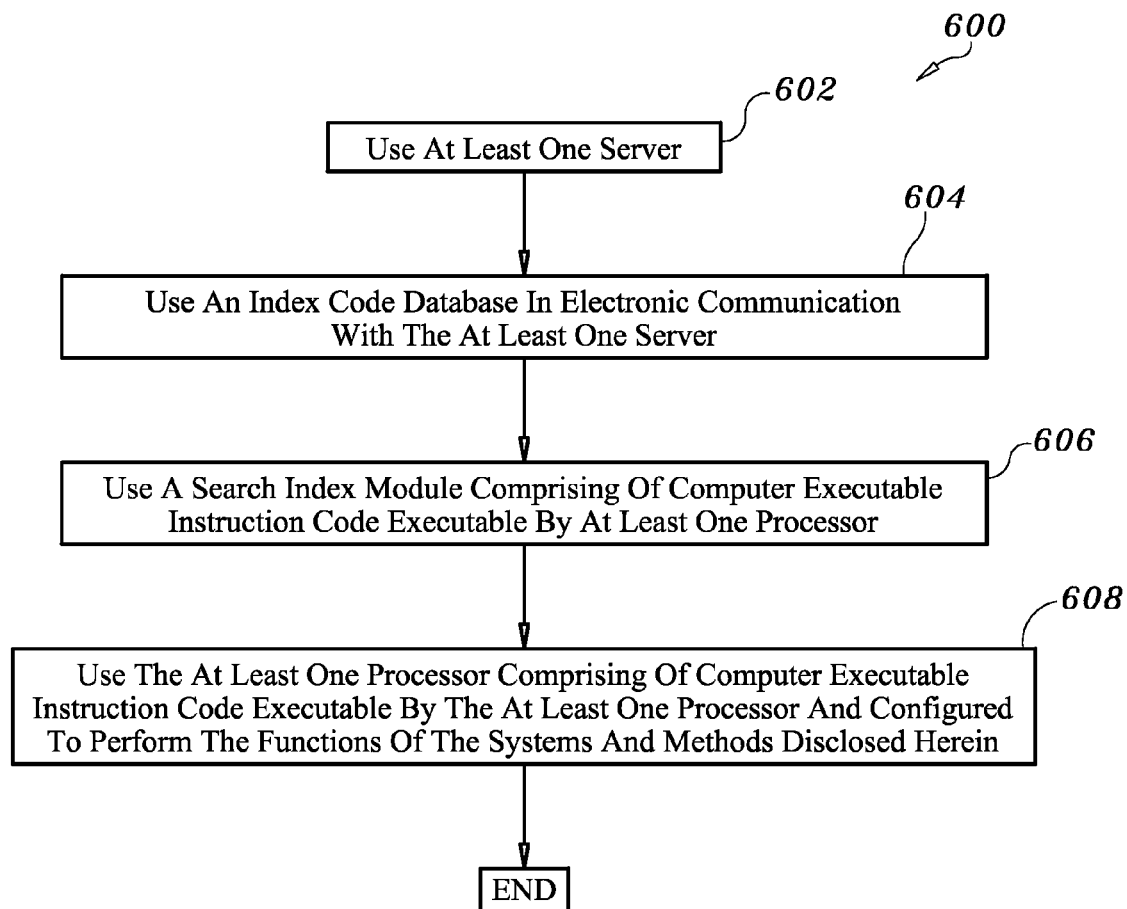 600
602
Use At Least One Server
604
Use An Index Code Database In Electronic Communication
With The At Least One Server
606
Use A Search Index Module Comprising Of Computer Executable
Instruction Code Executable By At Least One Processor
608
Use The At Least One Processor Comprising Of Computer Executable
Instruction Code Executable By The At Least One Processor And Configured
To Perform The Functions Of The Systems And Methods Disclosed Herein
END